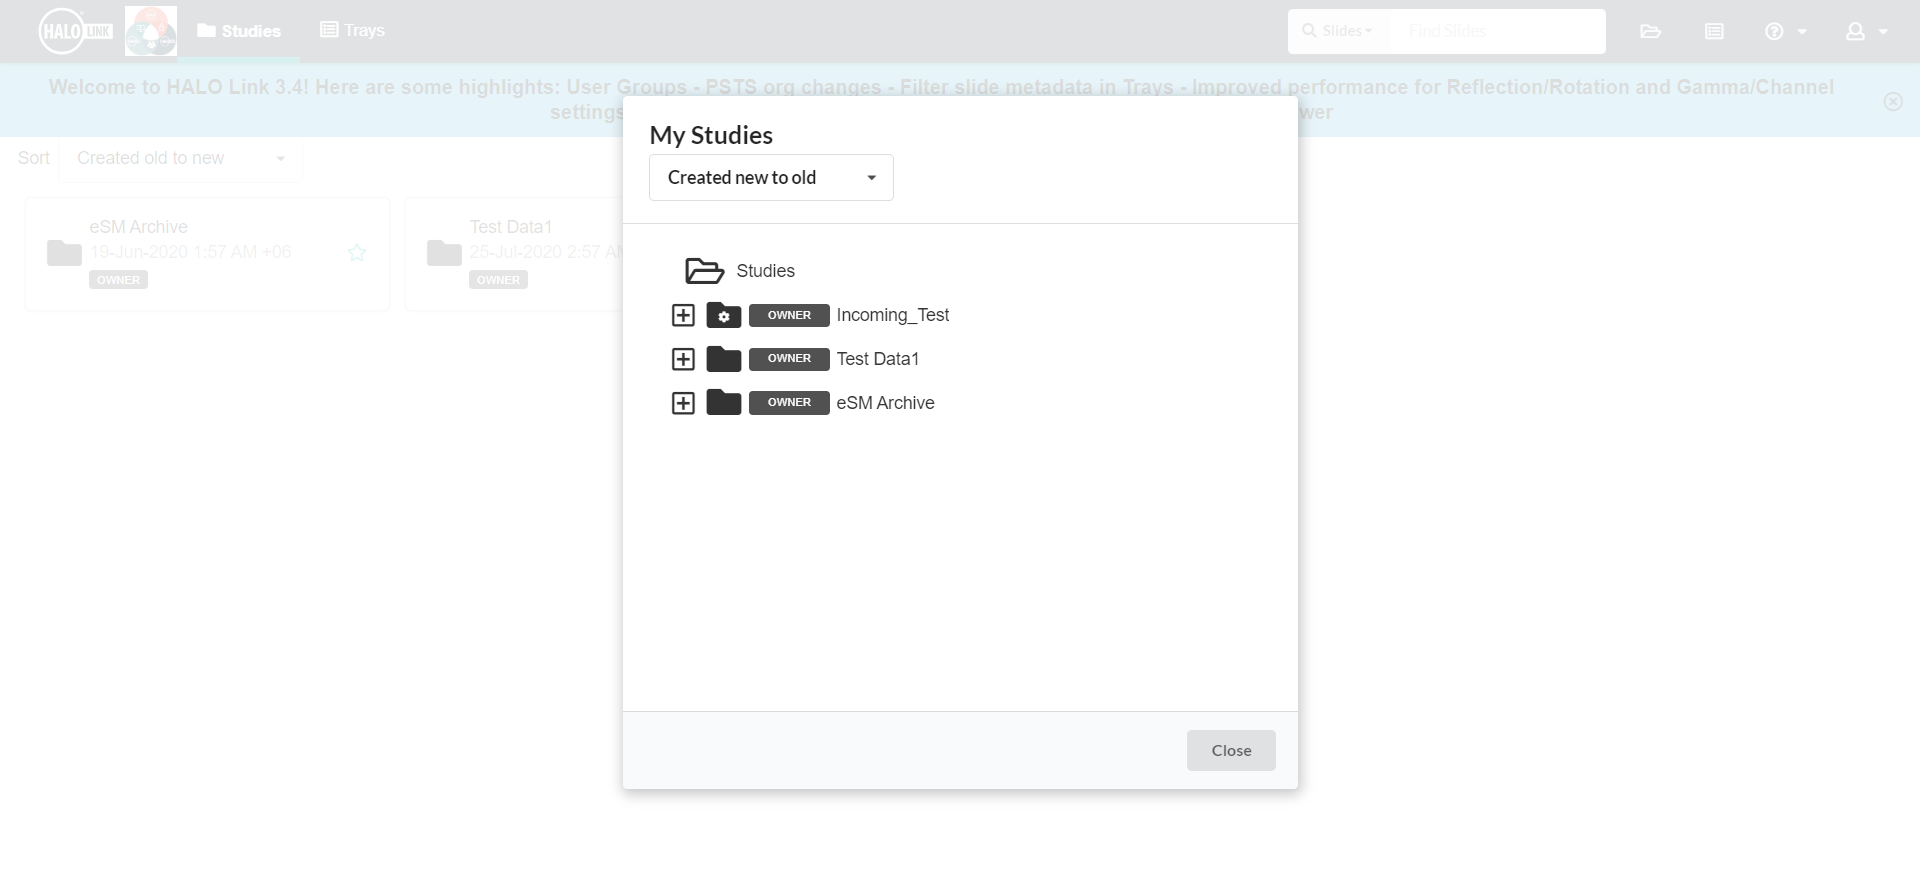 HALO LINK
Studies
Trays
Slides
Find Slides
Welcome to HALO Link 3.4! Here are some highlights: User Groups - PSTS org changes - Filter slide metadata in Trays - Improved performance for Reflection/Rotation and Gamma/Channel
settings
Sort
Created old to new
eSM Archive
19-Jun-2020 1:57 AM +06
OWNER
Test Data1
25-Jul-2020 2:57
OWNER
My Studies
Created new to old
Studies
OWNER Incoming_Test
OWNER Test Data1
OWNER eSM Archive
Close